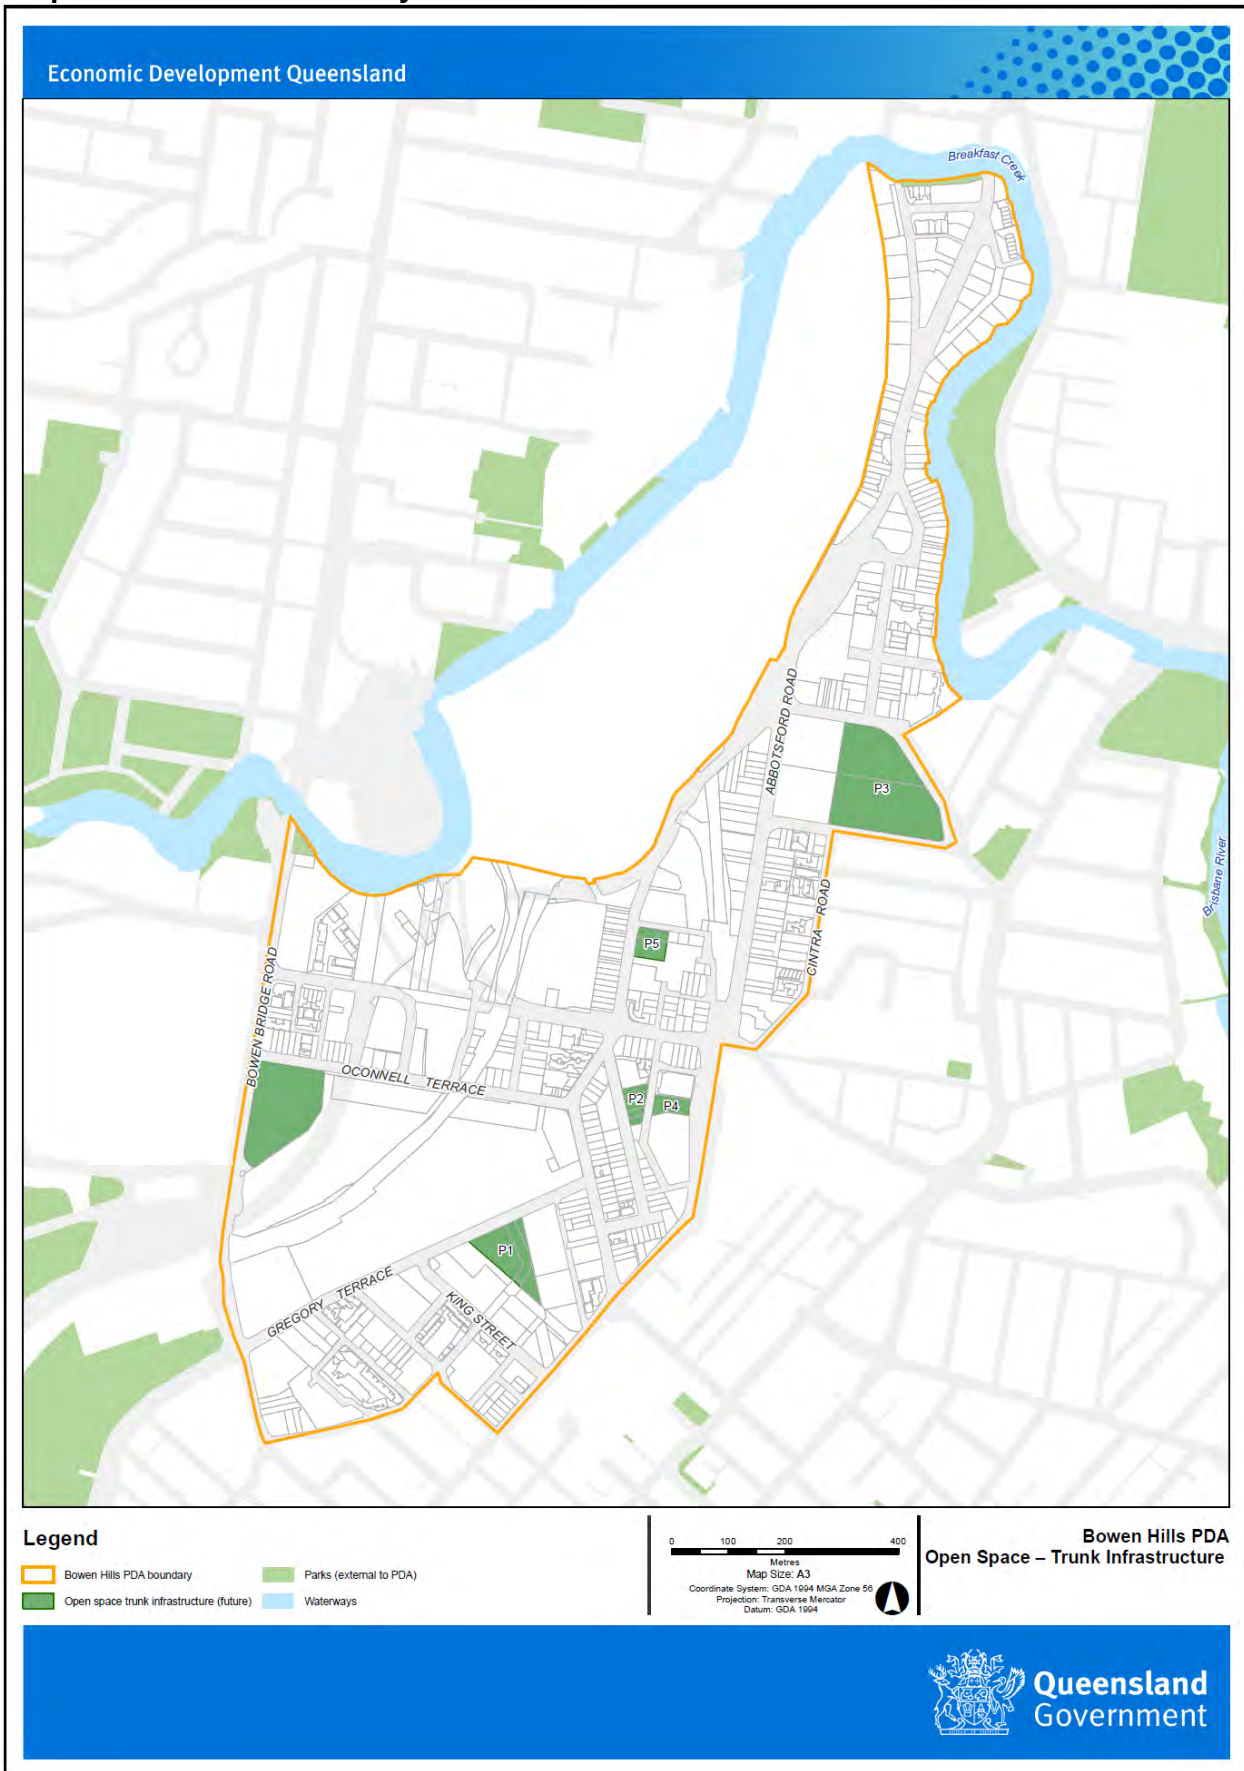 Economic Development Queensland
Breakfast Creek
ABBOTSFORD ROAD
P3
Brisbane River
CINTRA ROAD
P5
BOWEN BRIDGE ROAD
OCONNELL TERRACE
P2
P4
P1
GREGORY TERRACE
KING STREET
Legend
Bowen Hills PDA boundary
Open space trunk infrastructure (future)
Parks (external to PDA)
Waterways
0 100 200 400
Metres
Map Size: A3
Coordinate System: GDA 1994 MGA Zone 56
Projection: Transverse Mercator
Datum: GDA 1994
Bowen Hills PDA
Open Space – Trunk Infrastructure
Queensland
Government